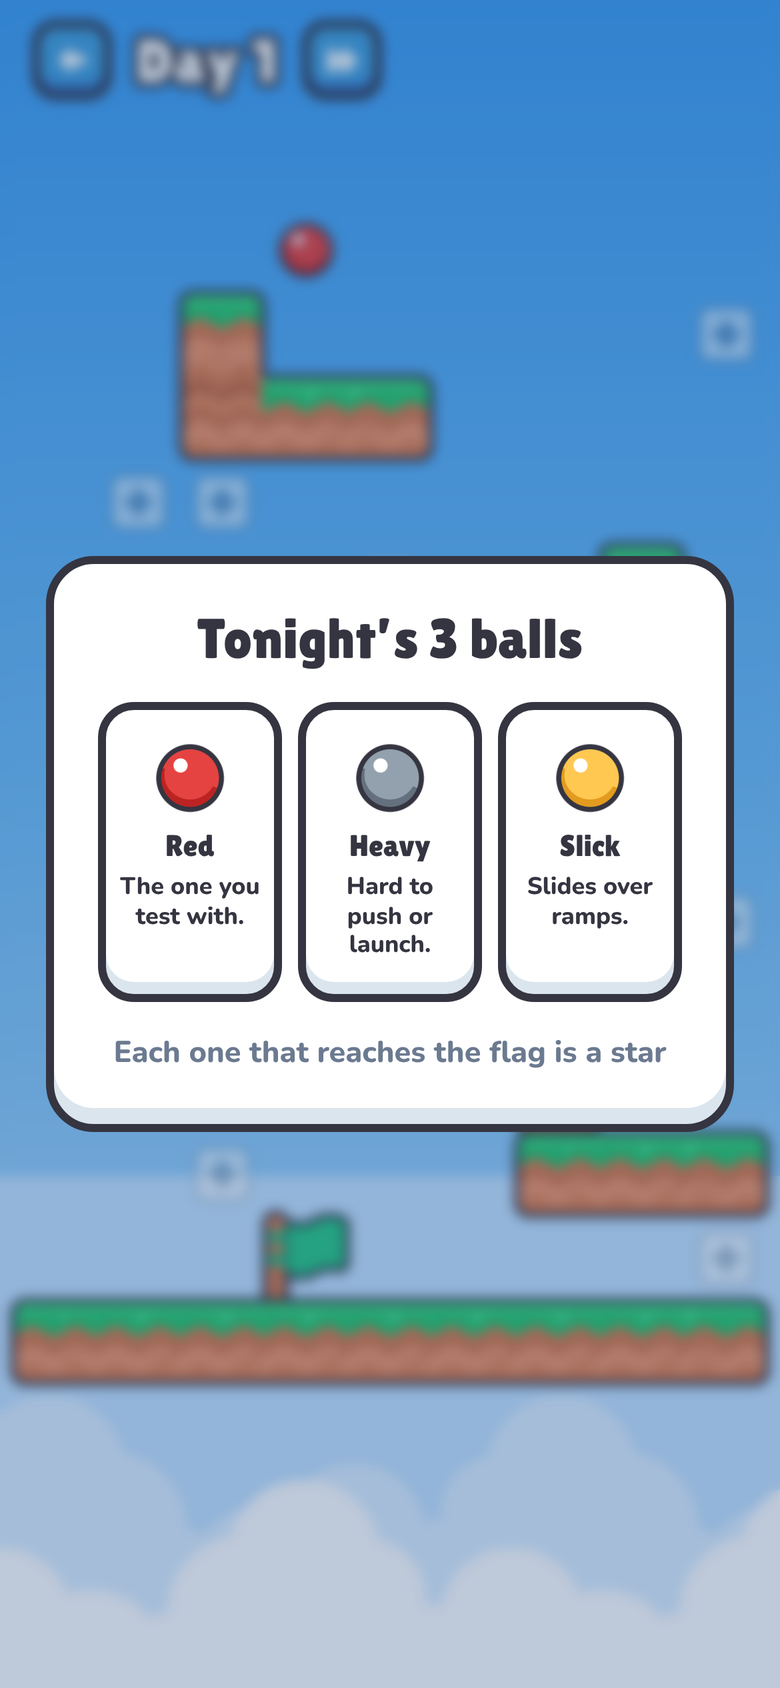 Day 1
Tonight's 3 balls
Red
The one you
test with.
Heavy
Hard to
push or
launch.
Slick
Slides over
ramps.
Each one that reaches the flag is a star